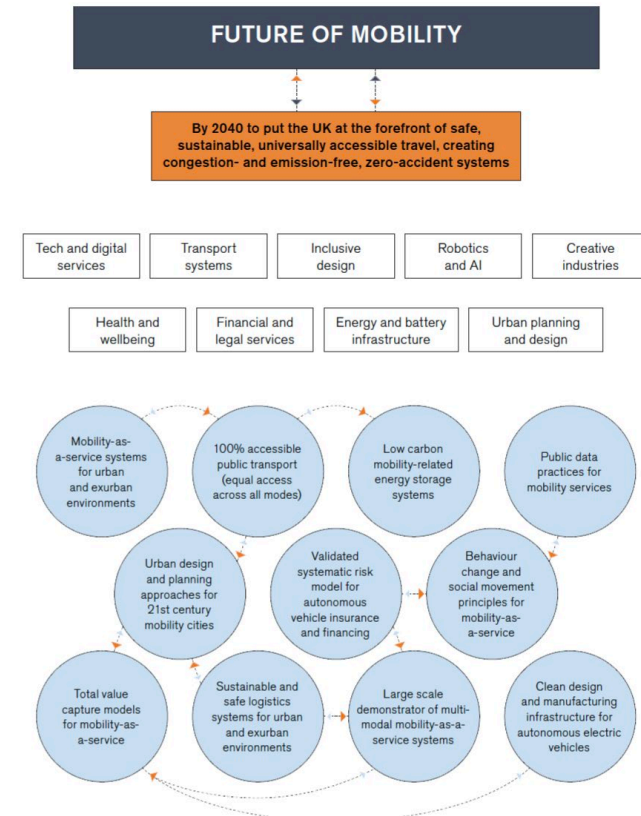 FUTURE OF MOBILITY
By 2040 to put the UK at the forefront of safe,
sustainable, universally accessible travel, creating
congestion- and emission-free, zero-accident systems
Tech and digital
services
Transport
systems
Inclusive
design
Robotics
and AI
Creative
industries
Health and
wellbeing
Financial and
legal services
Energy and battery
infrastructure
Urban planning
and design
Mobility-as-
a-service systems
for urban
and exurban
environments
100% accessible
public transport
(equal access
across all modes)
Low carbon
mobility-related
energy storage
systems
Public data
practices for
mobility services
Urban design
and planning
approaches for
21st century
mobility cities
Validated
systematic risk
model for
autonomous
vehicle insurance
and financing
Behaviour
change and
social movement
principles for
mobility-as-
a-service
Total value
capture models
for mobility-as-
a-service
Sustainable and
safe logistics
systems for urban
and exurban
environments
Large scale
demonstrator of multi-
modal mobility-as-a-
service systems
Clean design
and manufacturing
infrastructure for
autonomous electric
vehicles